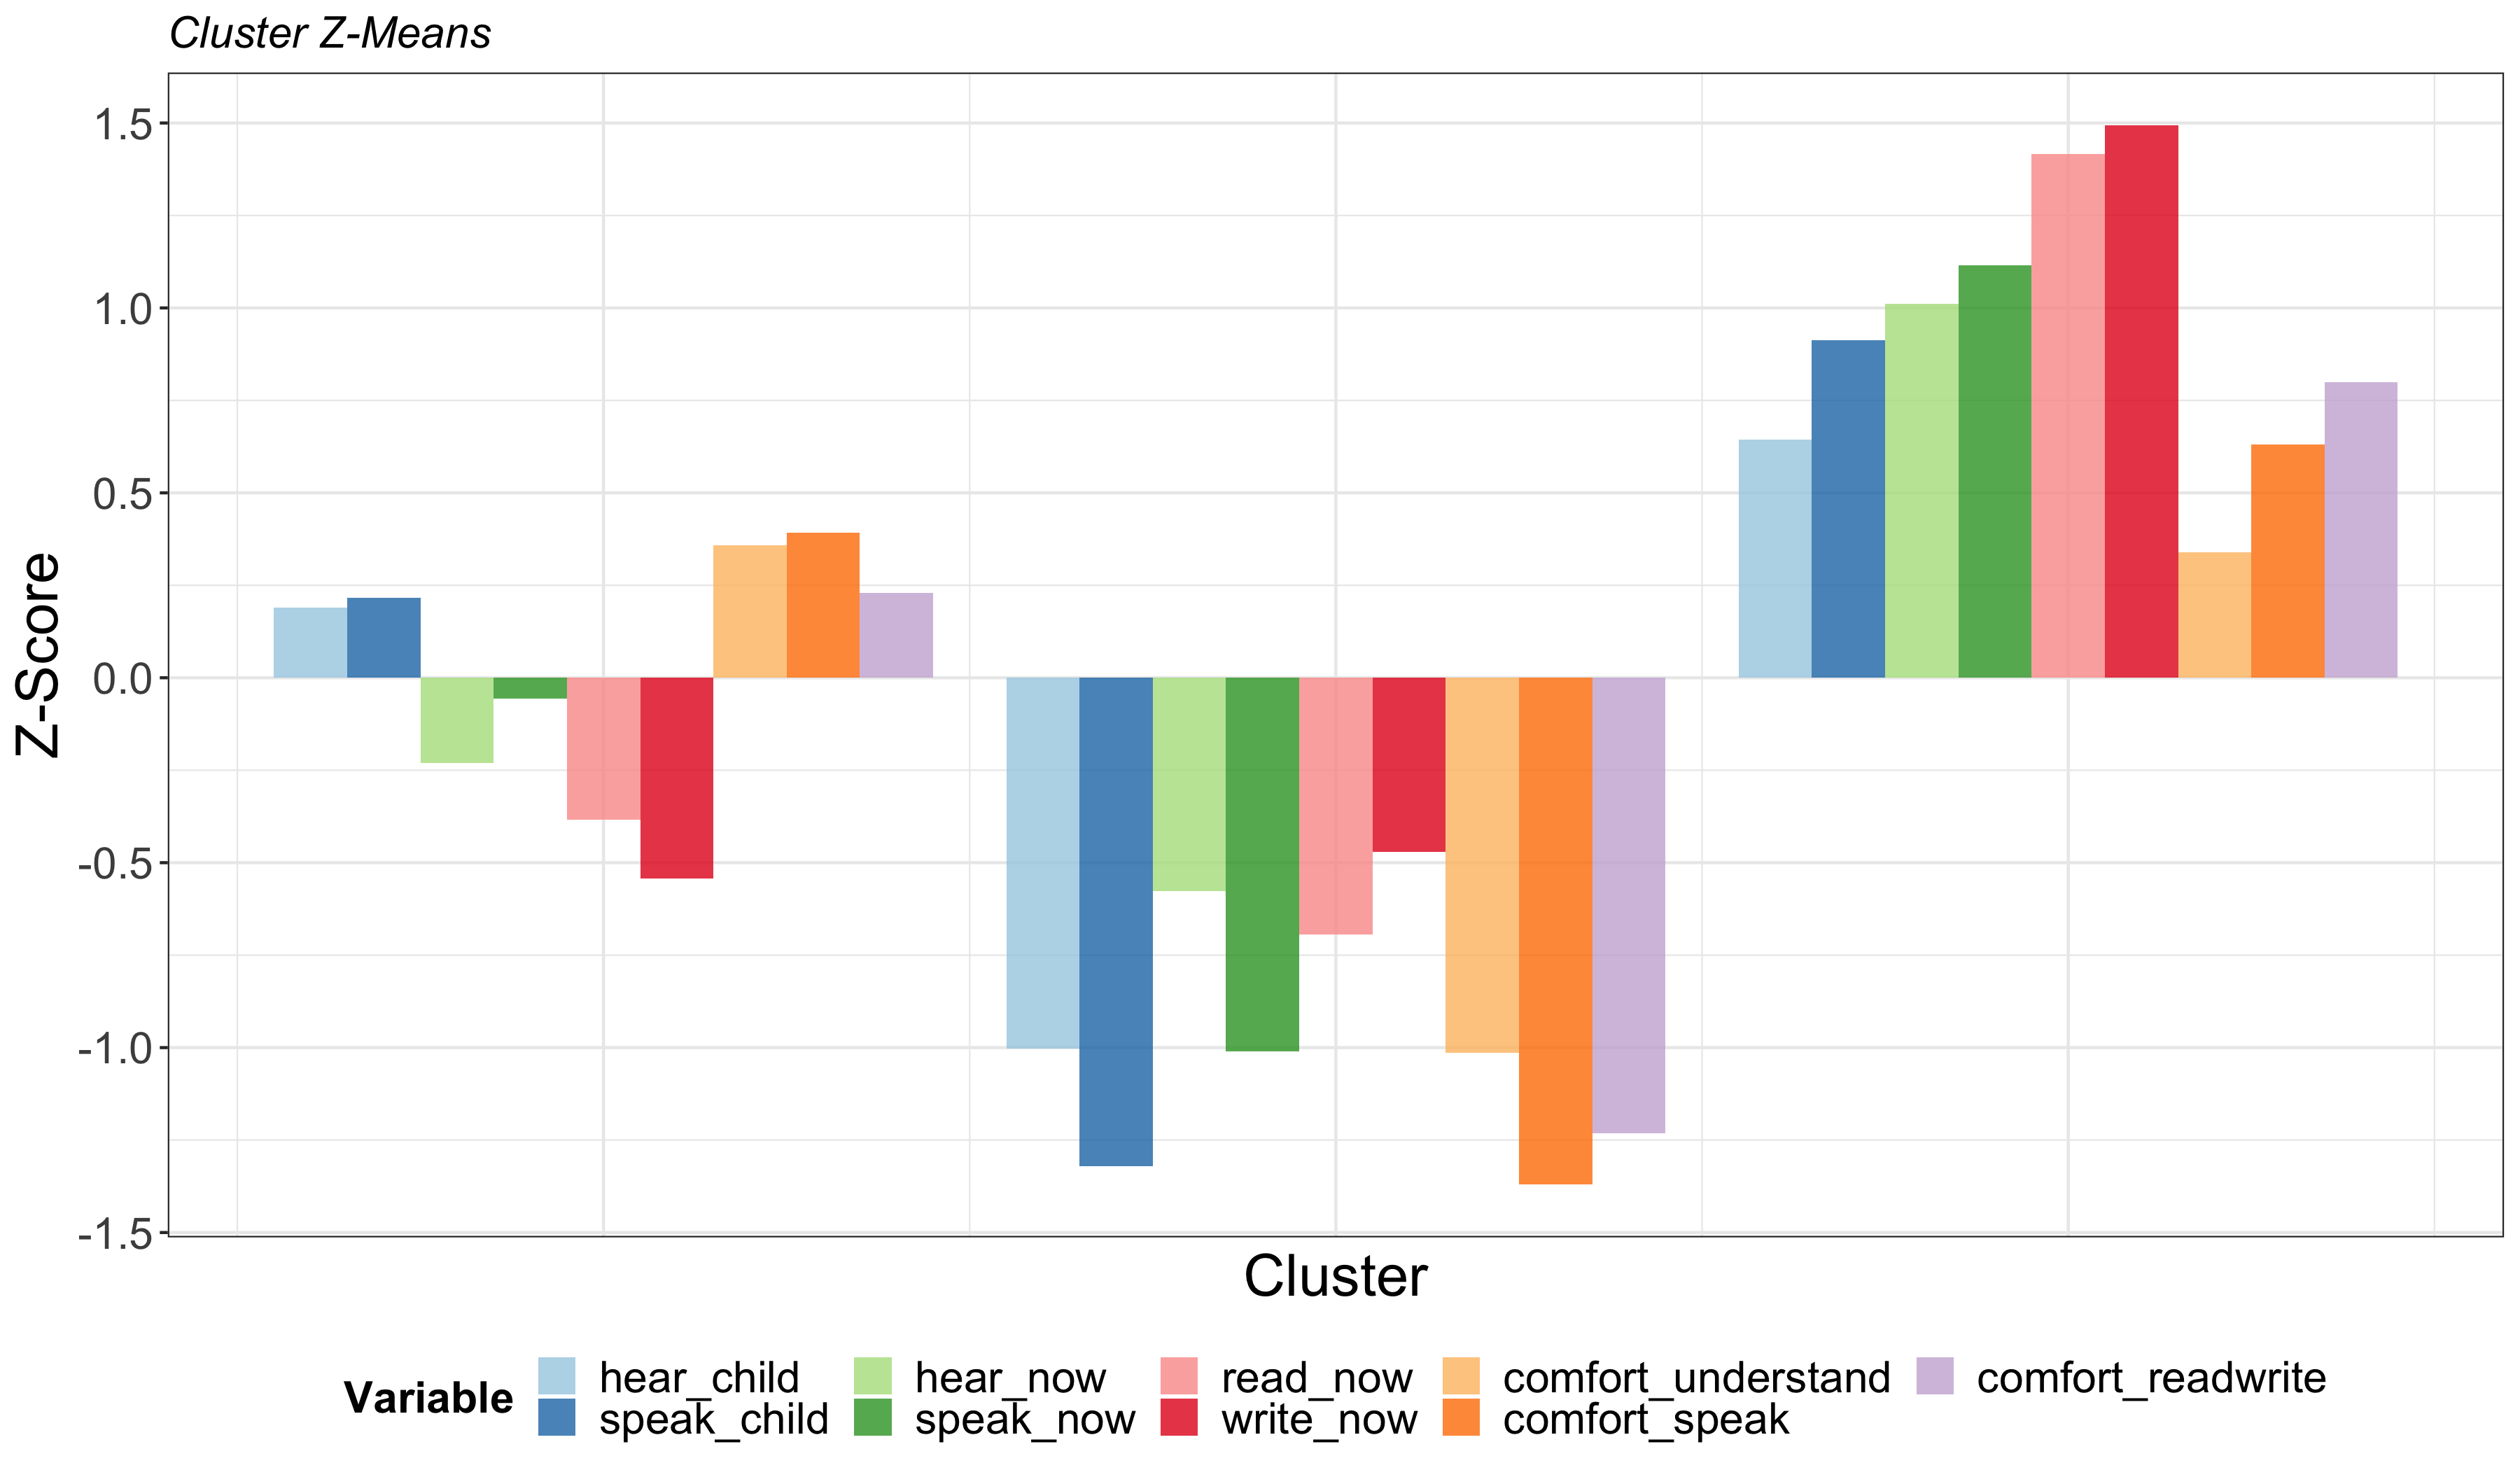 Cluster Z-Means
Z-Score
1.5
1.0
0.5
0.0
-0.5
-1.0
-1.5
Cluster
Variable
hear_child hear_now read_now comfort_understand comfort_readwrite
speak_child speak_now write_now comfort_speak